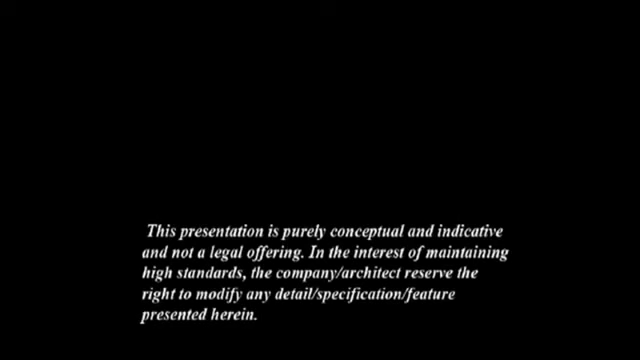 This presentation is purely conceptual and indicative
and not a legal offering. In the interest of maintaining
high standards, the company/architect reserve the
right to modify any detail/specification/feature
presented herein.